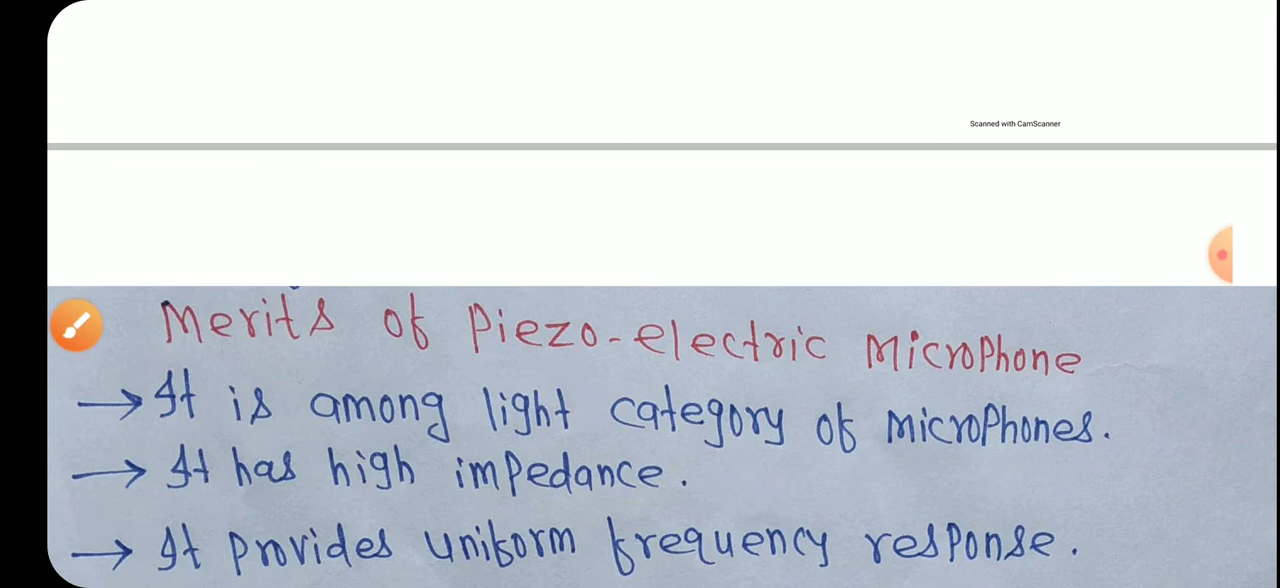 Scanned with CamScanner
Merits of Piezo-electric Microphone
→ It is among light category of microphones.
→ It has high impedance.
→ It provides uniform frequency response.